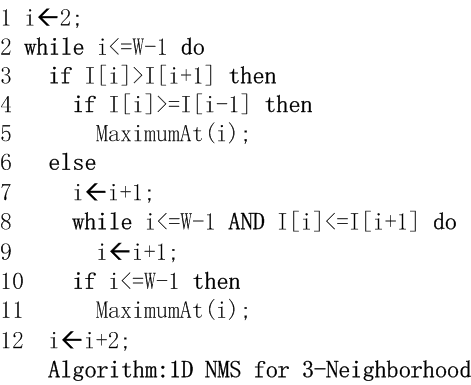 1 i←2;
2 while i<=W-1 do
3 if I[i]>I[i+1] then
4 if I[i]>=I[i-1] then
5 MaximumAt(i);
6 else
7 i←i+1;
8 while i<=W-1 AND I[i]<=I[i+1] do
9 i←i+1;
10 if i<=W-1 then
11 MaximumAt(i);
12 i←i+2;
Algorithm:1D NMS for 3-Neighborhood